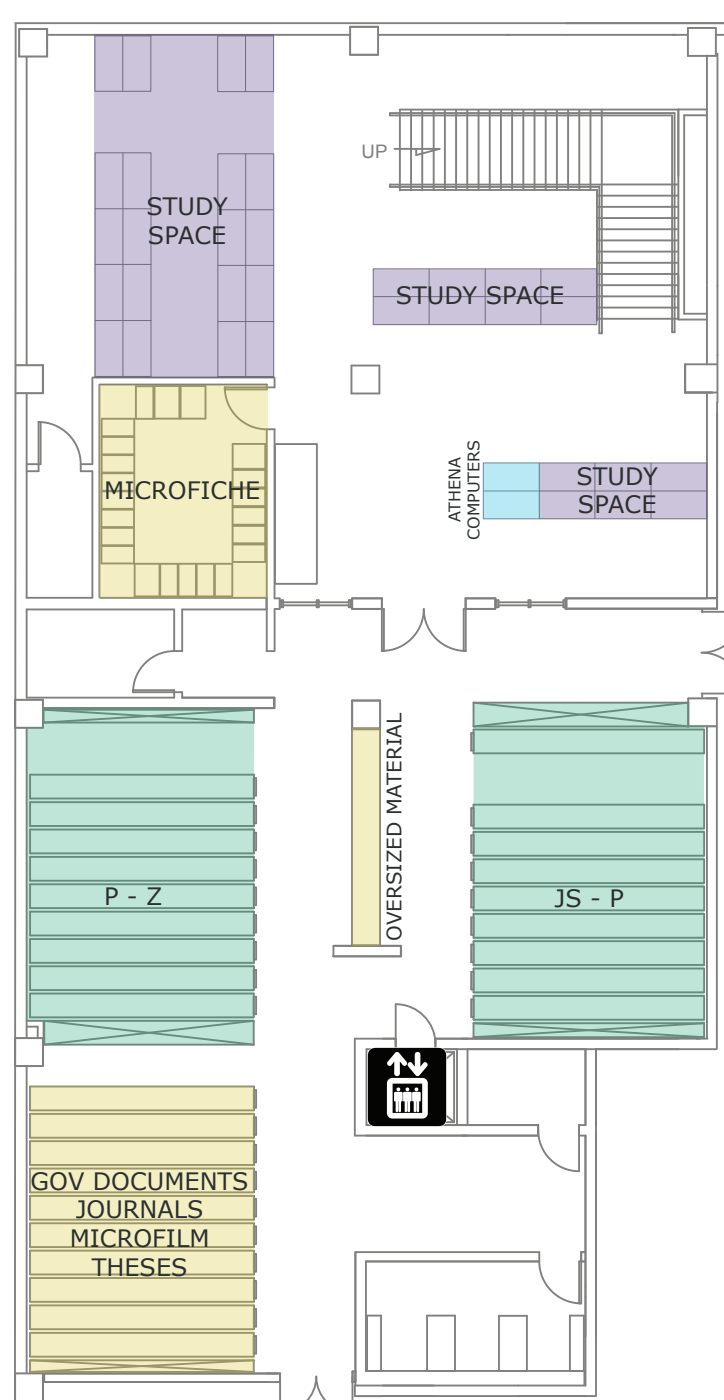 UP
STUDY
SPACE
STUDY SPACE
MICROFICHE
ATHENA
COMPUTERS
STUDY
SPACE
OVERSIZED MATERIAL
P - Z
JS - P
GOV DOCUMENTS
JOURNALS
MICROFILM
THESES